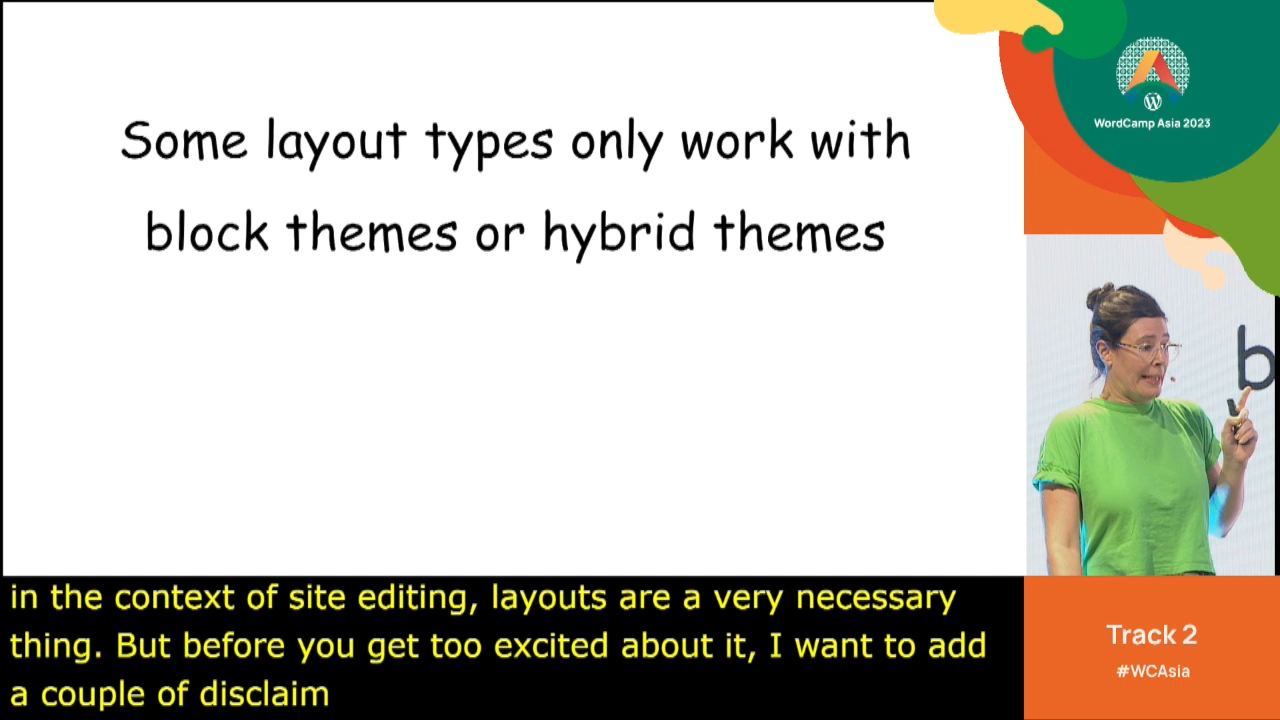 Some layout types only work with
block themes or hybrid themes
WordCamp Asia 2023
b
in the context of site editing, layouts are a very necessary
thing. But before you get too excited about it, I want to add
a couple of disclaim
Track 2
#WCAsia